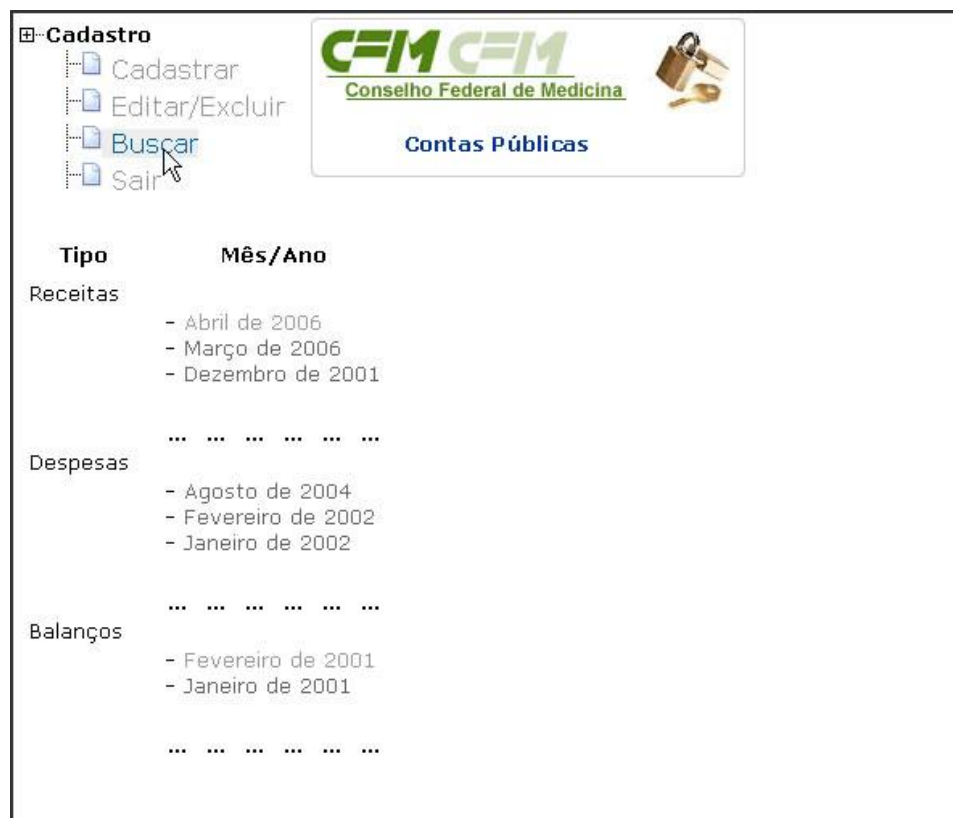 Cadastro
Cadastrar
Editar/Excluir
Buscar
Sair
CFM CFM
Conselho Federal de Medicina
Contas Públicas
Tipo Mês/Ano
Receitas
- Abril de 2006
- Março de 2006
- Dezembro de 2001
... ... ... ... ... ...
Despesas
- Agosto de 2004
- Fevereiro de 2002
- Janeiro de 2002
... ... ... ... ... ...
Balanços
- Fevereiro de 2001
- Janeiro de 2001
... ... ... ... ... ...